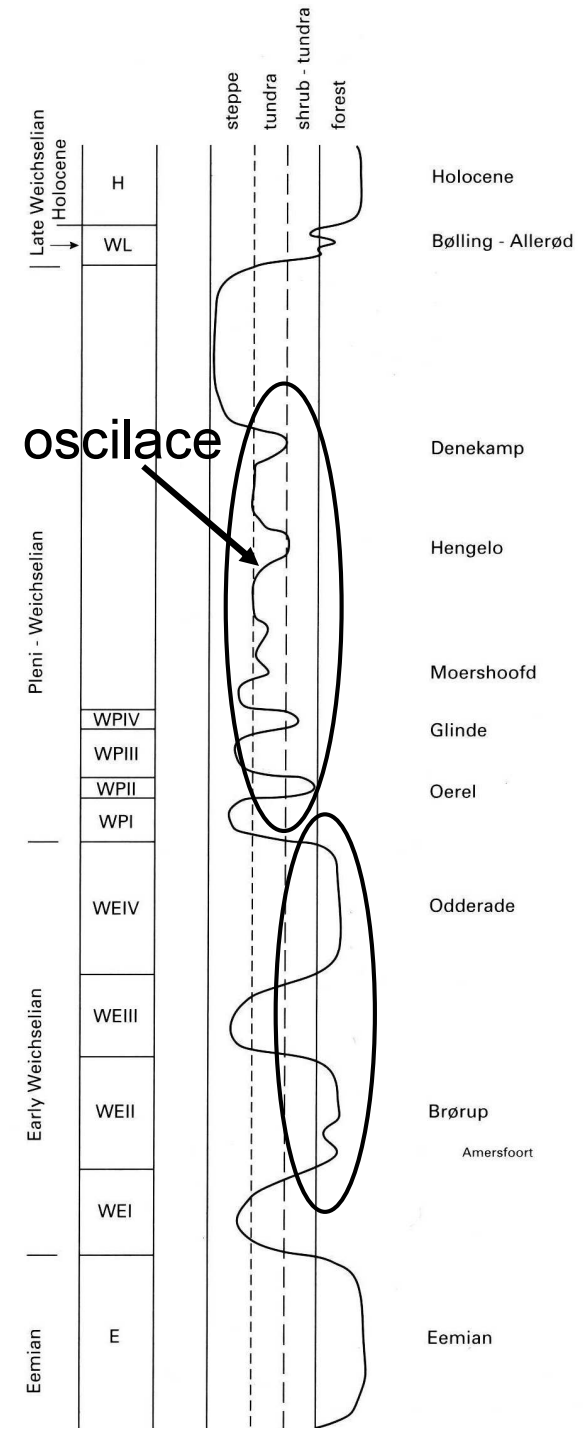 steppe
tundra
shrub - tundra
forest
Late Weichselian
Holocene
H
Holocene
WL
Bølling - Allerød
oscilace
Denekamp
Hengelo
Pleni - Weichselian
Moershoofd
WPIV
Glinde
WPIII
WPII
Oerel
WPI
Early Weichselian
WEIV
Odderade
WEIII
WEII
Brørup
Amersfoort
WEI
Eemian
E
Eemian